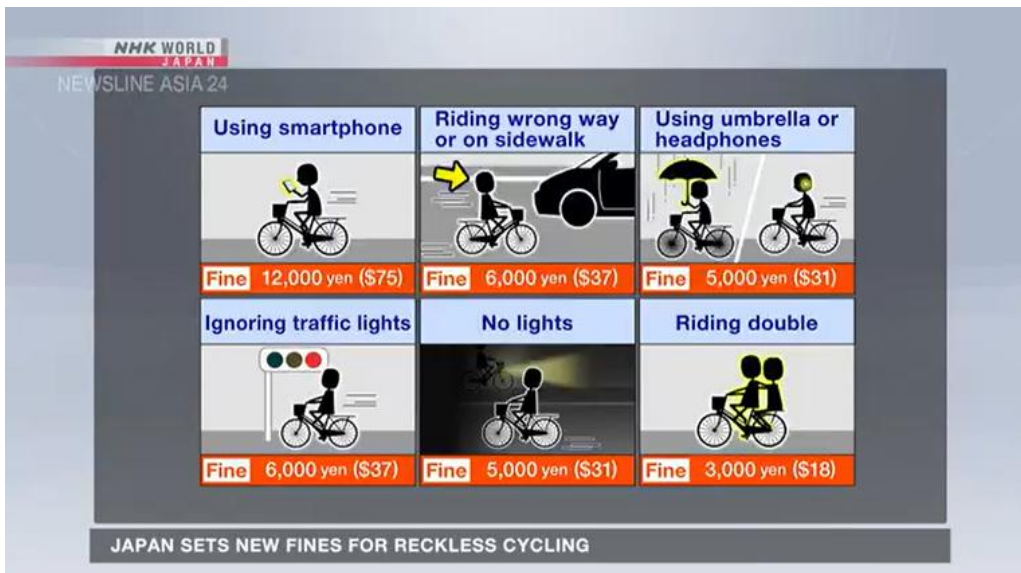 NHK WORLD
JAPAN
NEWSLINE ASIA 24
Using smartphone
Fine 12,000 yen ($75)
Riding wrong way
or on sidewalk
Fine 6,000 yen ($37)
Using umbrella or
headphones
Fine 5,000 yen ($31)
Ignoring traffic lights
Fine 6,000 yen ($37)
No lights
Fine 5,000 yen ($31)
Riding double
Fine 3,000 yen ($18)
JAPAN SETS NEW FINES FOR RECKLESS CYCLING